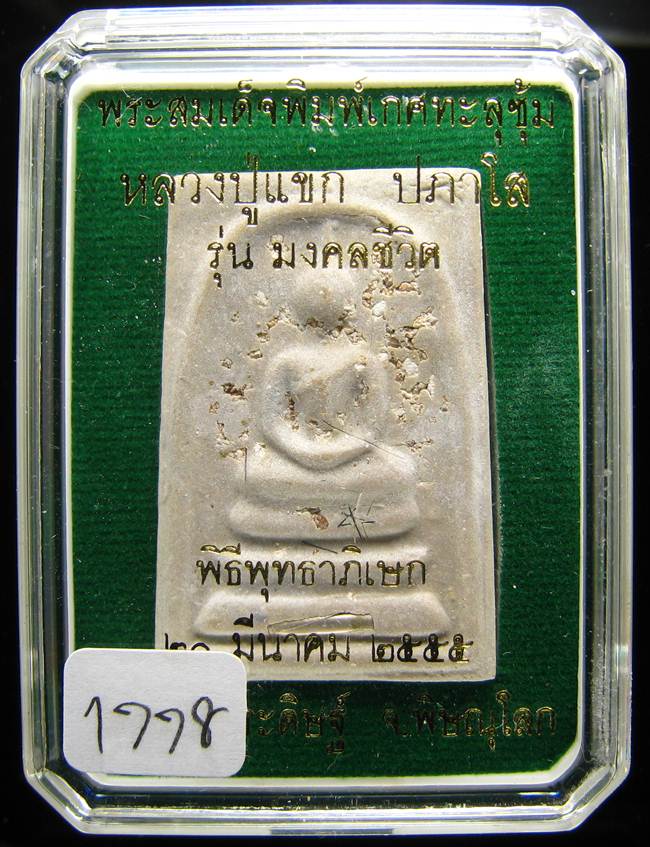 พระสมเด็จพิมพ์เกศทะลุซุ้ม
หลวงปู่แขก ปภาโส
รุ่น มงคลชีวิต
พิธีพุทธาภิเษก
มีนาคม ๒๕๕๕
จ.พิษณุโลก
1778